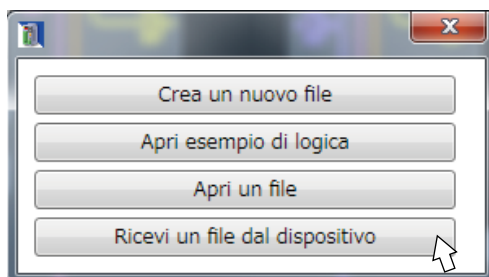 Crea un nuovo file
Apri esempio di logica
Apri un file
Ricevi un file dal dispositivo